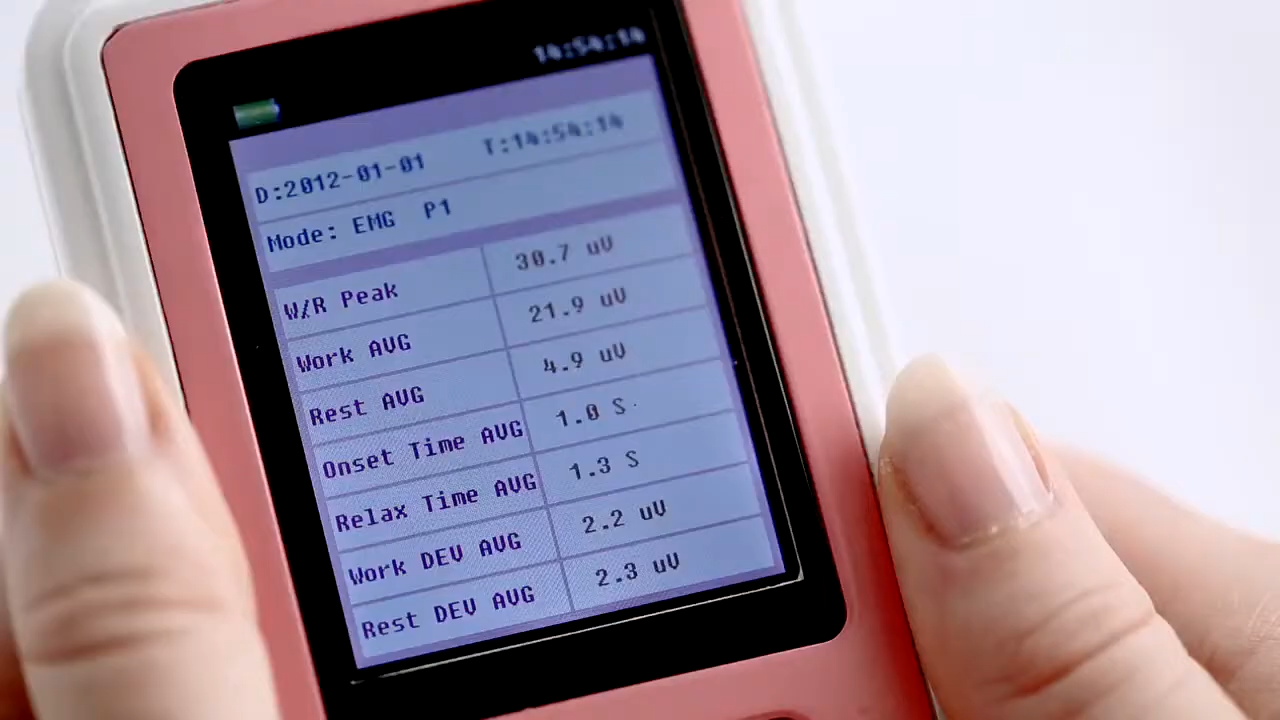 14:54:14
D:2012-01-01 T:14:54:14
Mode: EMG P1
W/R Peak 30.7 uV
Work AVG 21.9 uV
Rest AVG 4.9 uV
Onset Time AVG 1.0 S
Relax Time AVG 1.3 S
Work DEV AVG 2.2 uV
Rest DEV AVG 2.3 uV